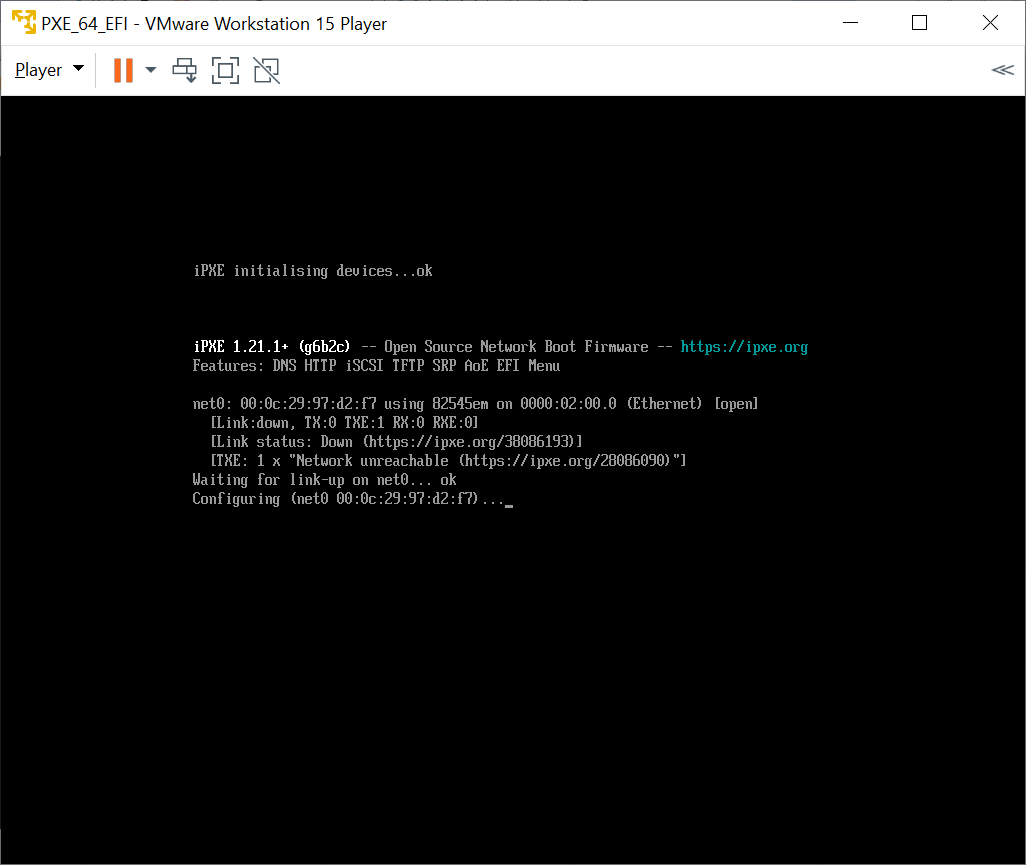 PXE_64_EFI - VMware Workstation 15 Player
Player
iPXE initialising devices...ok
iPXE 1.21.1+ (g6b2c) -- Open Source Network Boot Firmware -- https://ipxe.org
Features: DNS HTTP iSCSI TFTP SRP AoE EFI Menu
net0: 00:0c:29:97:d2:f7 using 82545em on 0000:02:00.0 (Ethernet) [open]
[Link:down, TX:0 TXE:1 RX:0 RXE:0]
[Link status: Down (https://ipxe.org/38086193)]
[TXE: 1 x "Network unreachable (https://ipxe.org/28086090)"]
Waiting for link-up on net0... ok
Configuring (net0 00:0c:29:97:d2:f7)..._